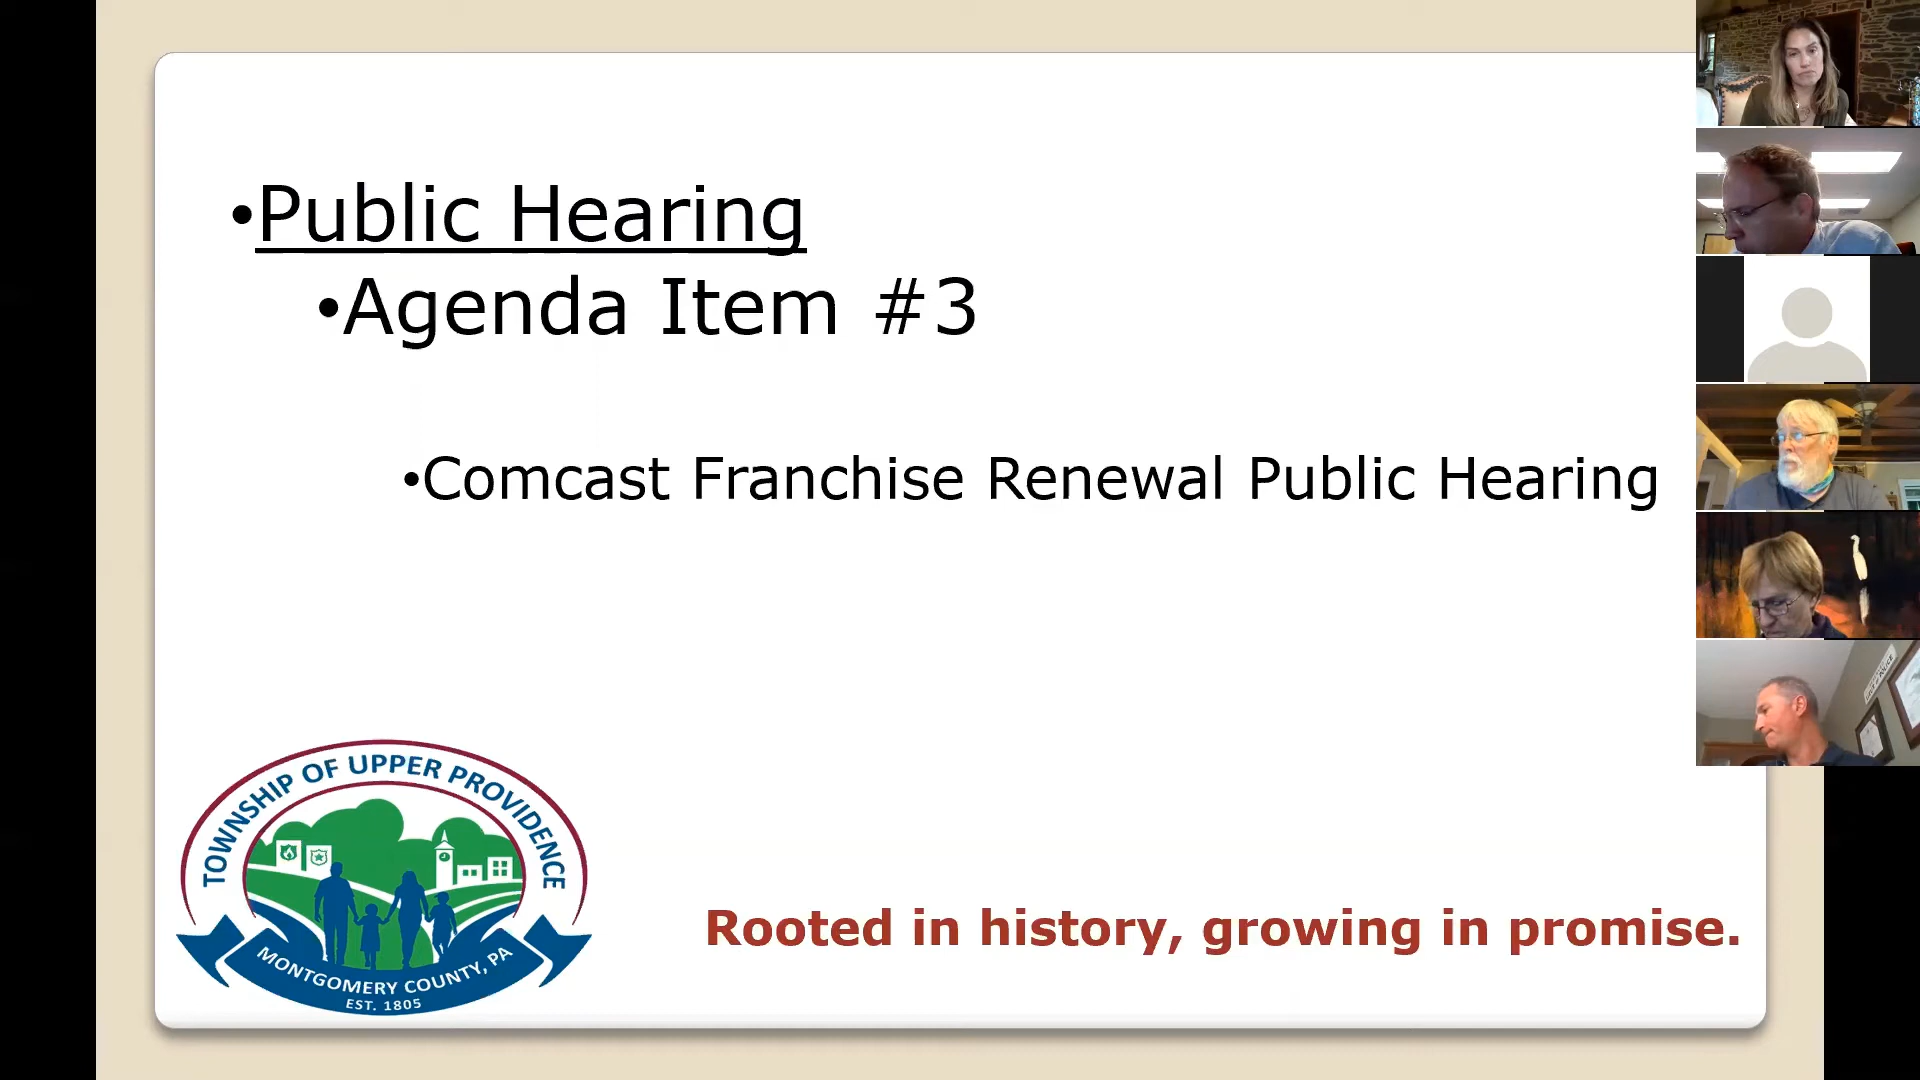 •Public Hearing
•Agenda Item #3
•Comcast Franchise Renewal Public Hearing
TOWNSHIP OF UPPER PROVIDENCE
MONTGOMERY COUNTY, PA
EST. 1805
Rooted in history, growing in promise.